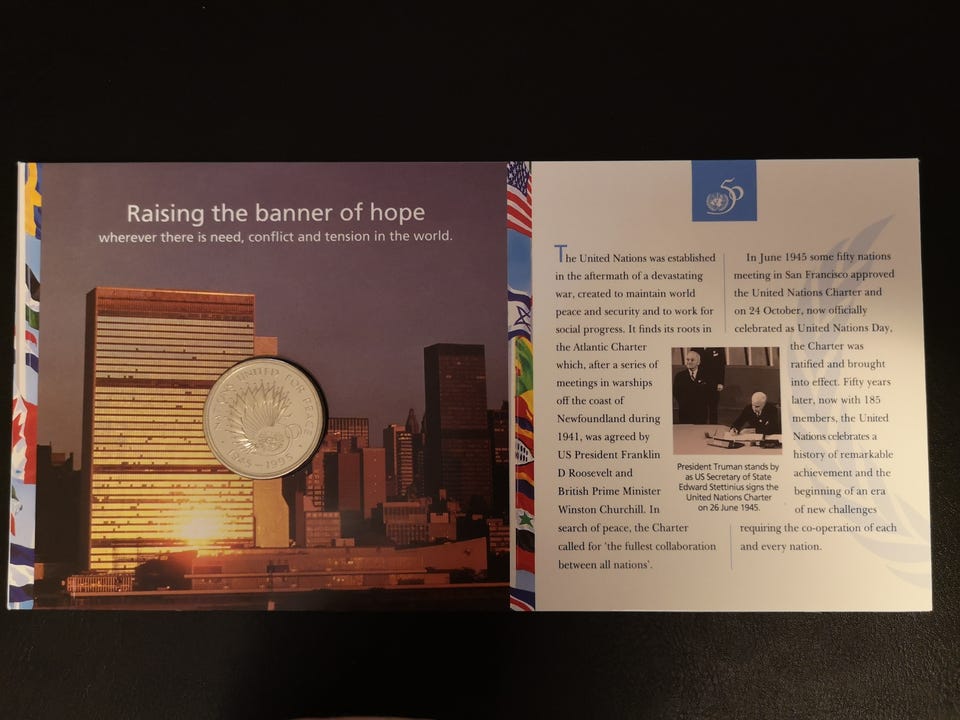 Raising the banner of hope
wherever there is need, conflict and tension in the world.
NATIONS UNITED FOR PEACE
1945–1995
50
The United Nations was established
in the aftermath of a devastating
war, created to maintain world
peace and security and to work for
social progress. It finds its roots in
the Atlantic Charter
which, after a series of
meetings in warships
off the coast of
Newfoundland during
1941, was agreed by
US President Franklin
D Roosevelt and
British Prime Minister
Winston Churchill. In
search of peace, the Charter
called for 'the fullest collaboration
between all nations'.
President Truman stands by
as US Secretary of State
Edward Stettinius signs the
United Nations Charter
on 26 June 1945.
In June 1945 some fifty nations
meeting in San Francisco approved
the United Nations Charter and
on 24 October, now officially
celebrated as United Nations Day,
the Charter was
ratified and brought
into effect. Fifty years
later, now with 185
members, the United
Nations celebrates a
history of remarkable
achievement and the
beginning of an era
of new challenges
requiring the co-operation of each
and every nation.